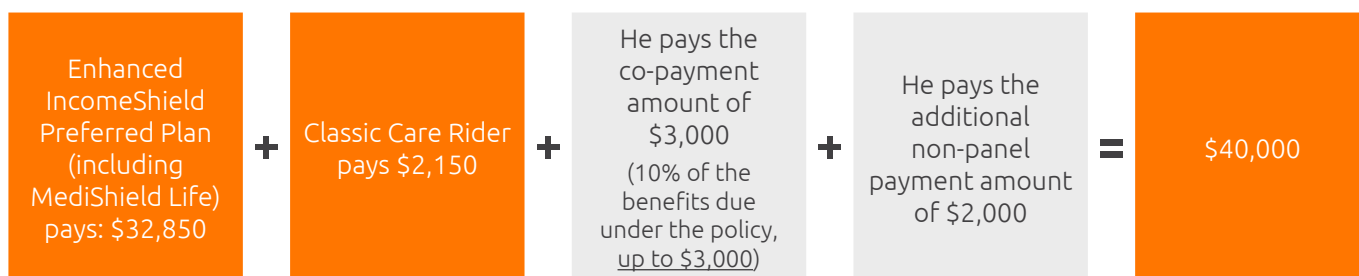 Enhanced
IncomeShield
Preferred Plan
(including
MediShield Life)
pays: $32,850
+
Classic Care Rider
pays $2,150
+
He pays the
co-payment
amount of
$3,000
(10% of the
benefits due
under the policy,
up to $3,000)
+
He pays the
additional
non-panel
payment amount
of $2,000
=
$40,000